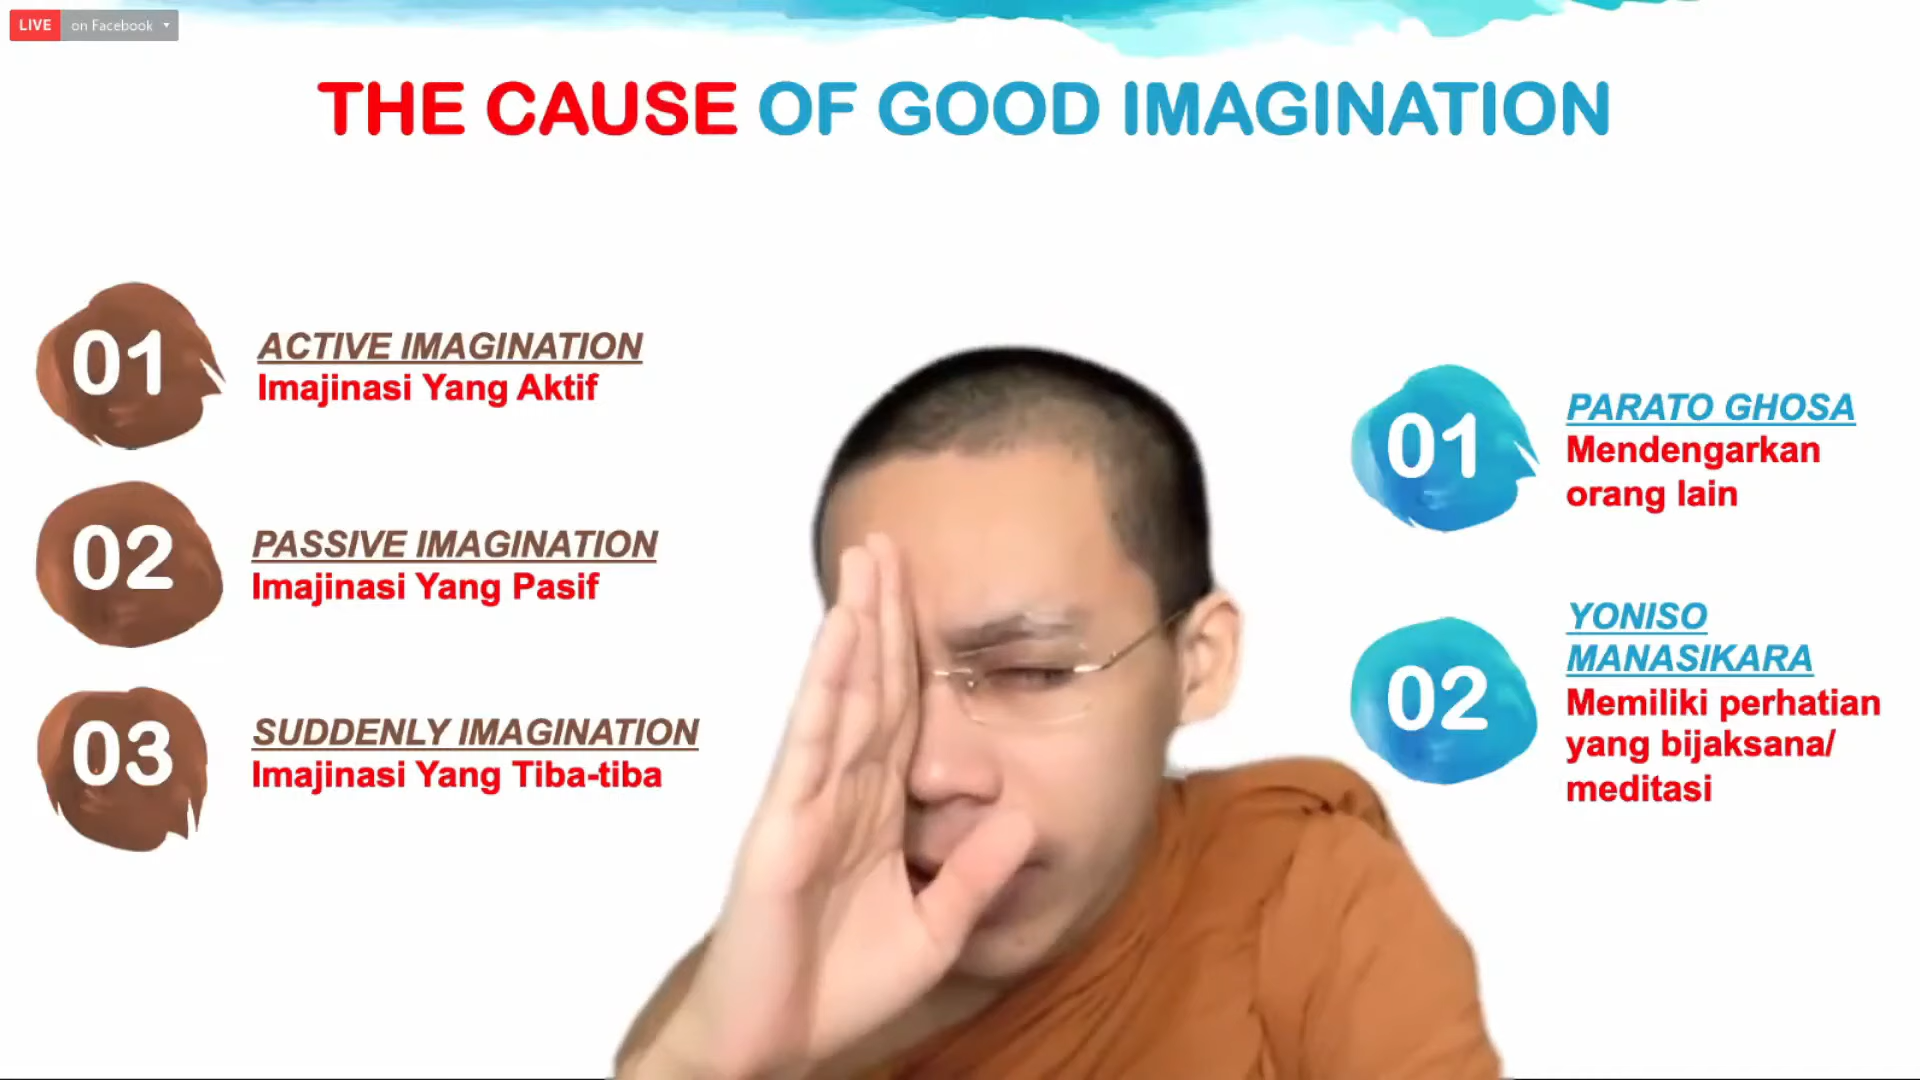 LIVE on Facebook
THE CAUSE OF GOOD IMAGINATION
01
ACTIVE IMAGINATION
Imajinasi Yang Aktif
02
PASSIVE IMAGINATION
Imajinasi Yang Pasif
03
SUDDENLY IMAGINATION
Imajinasi Yang Tiba-tiba
01
PARATO GHOSA
Mendengarkan
orang lain
02
YONISO
MANASIKARA
Memiliki perhatian
yang bijaksana/
meditasi